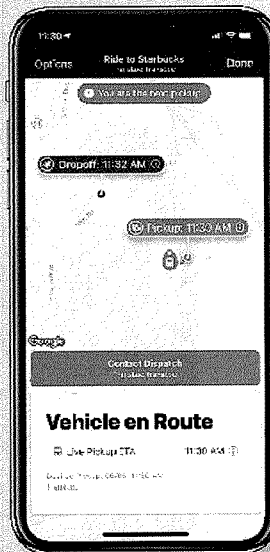 11:30
Options
Ride to Starbucks
Done
You are the next pickup
Dropoff: 11:32 AM
Pickup: 11:30 AM
Google
Contact Dispatch
Vehicle en Route
Live Pickup ETA
11:30 AM